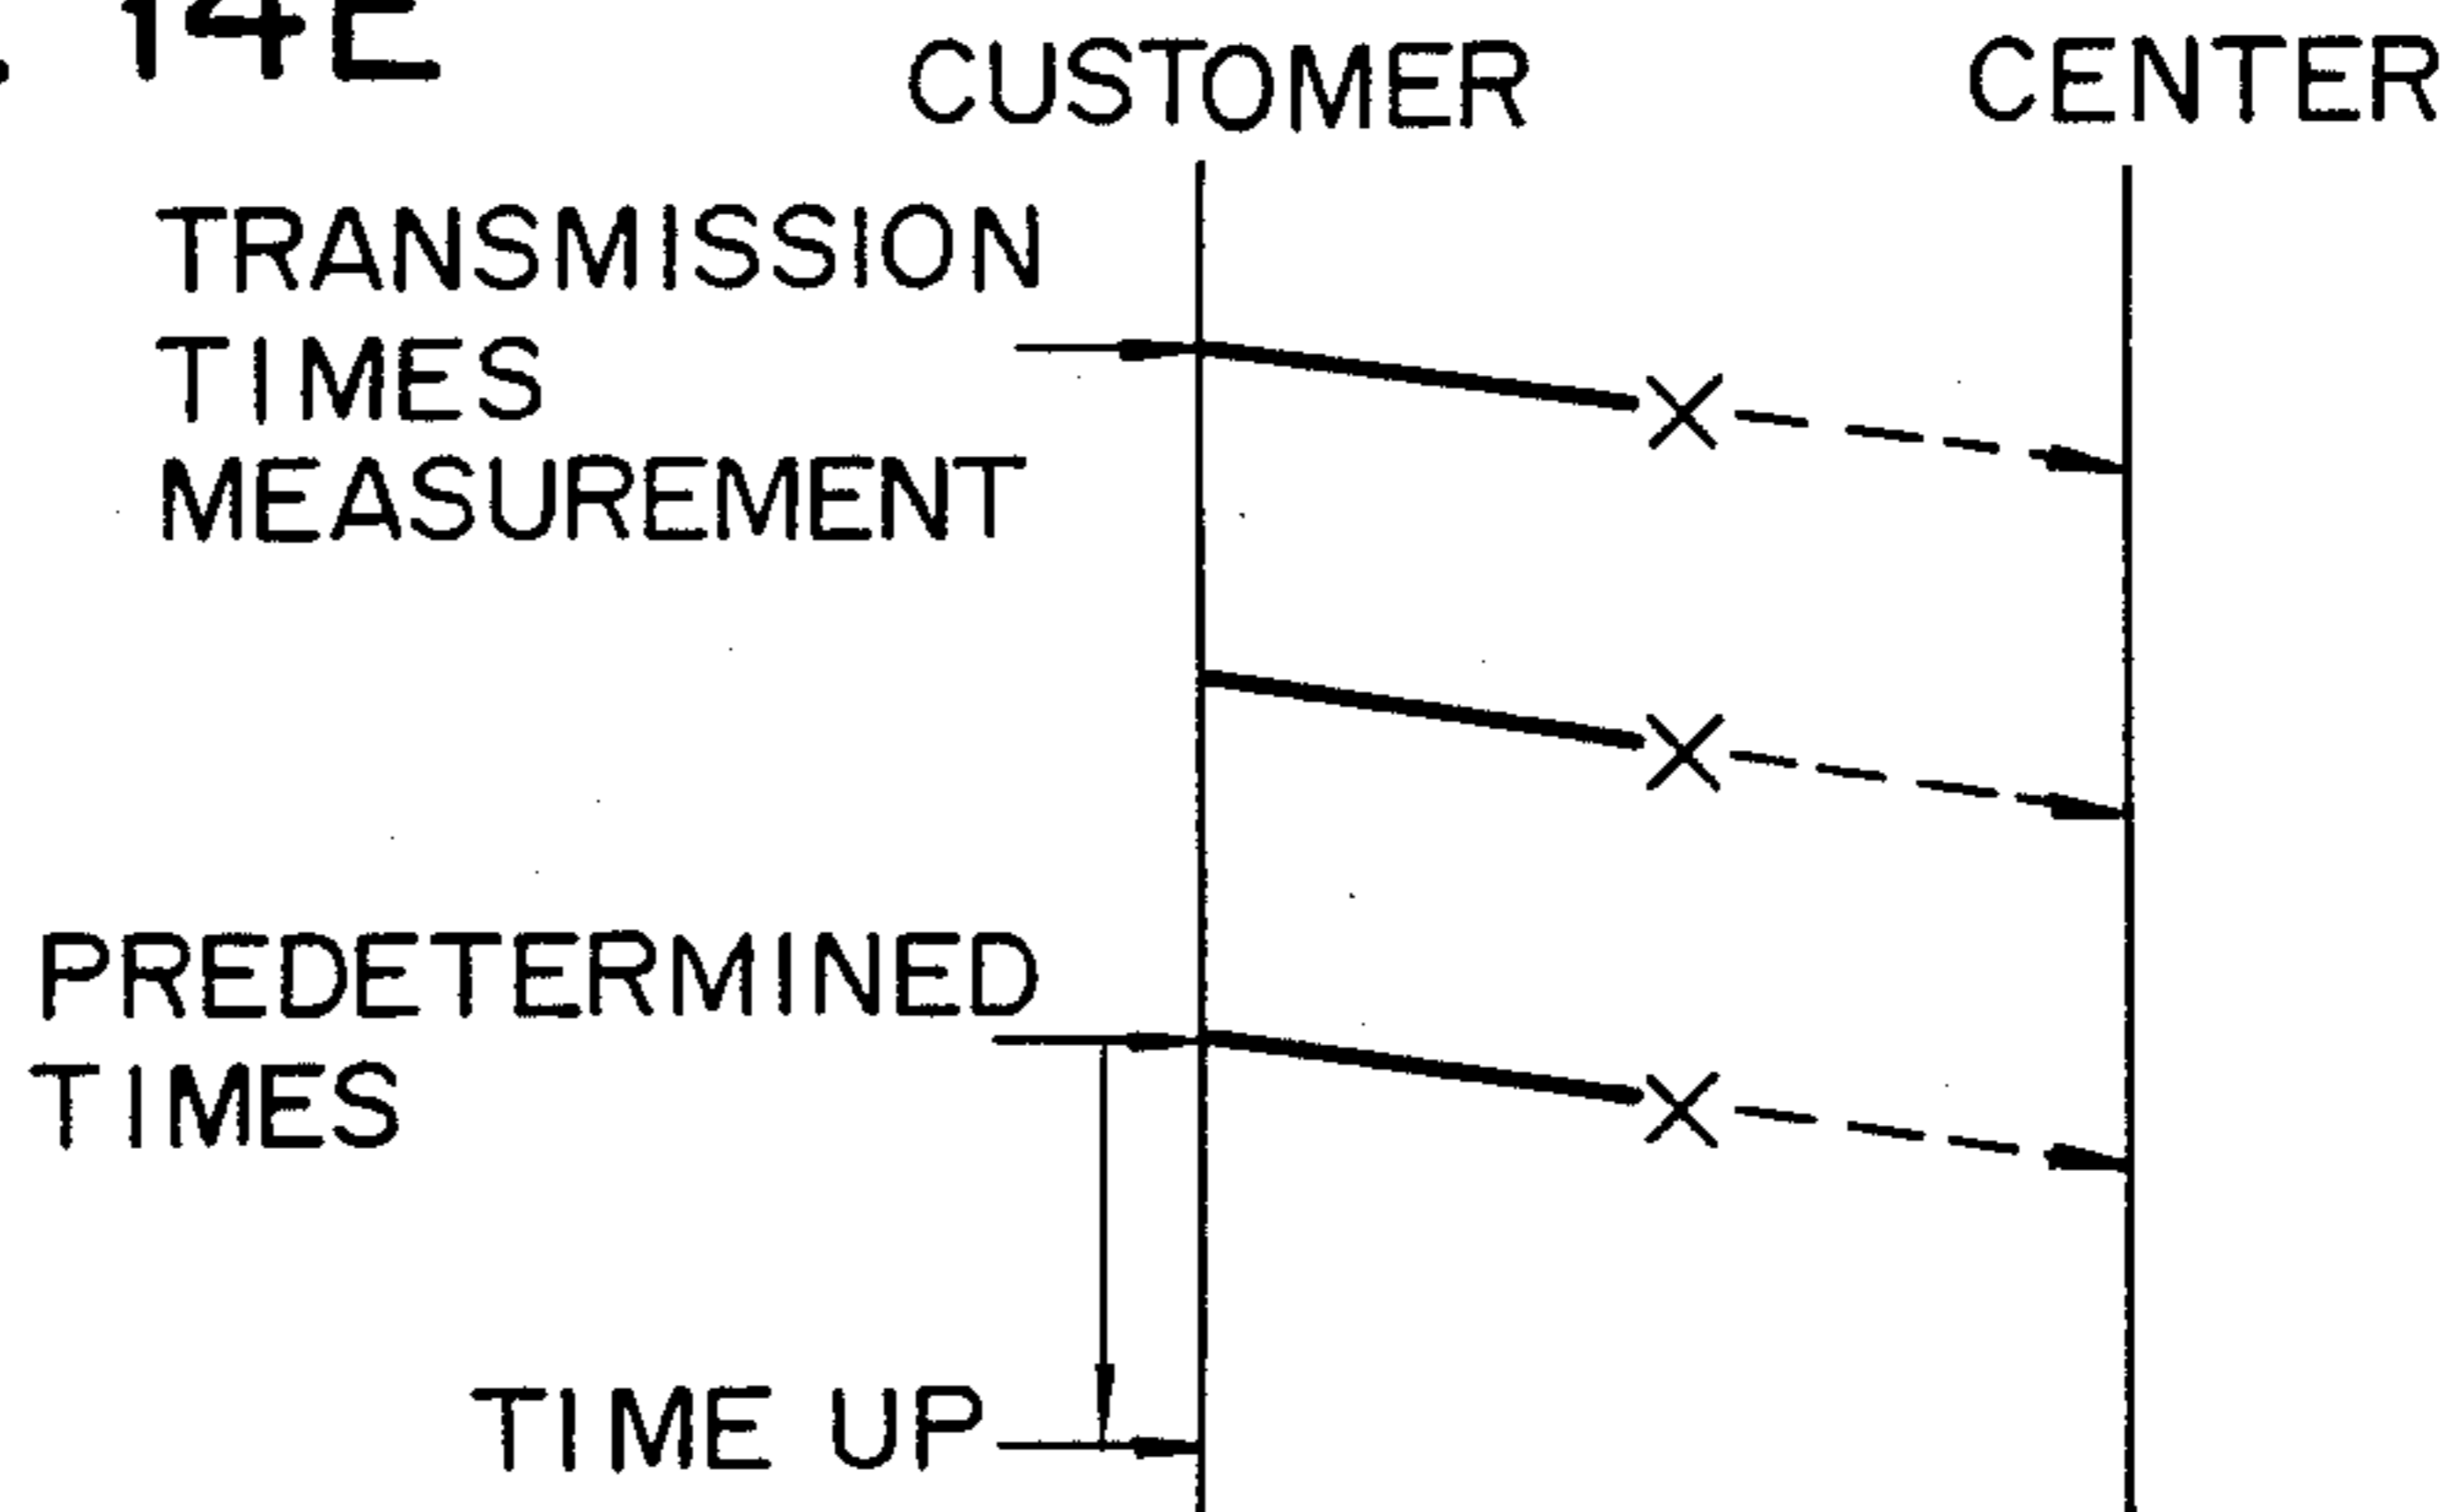 14E
CUSTOMER
CENTER
TRANSMISSION
TIMES
MEASUREMENT
PREDETERMINED
TIMES
TIME UP